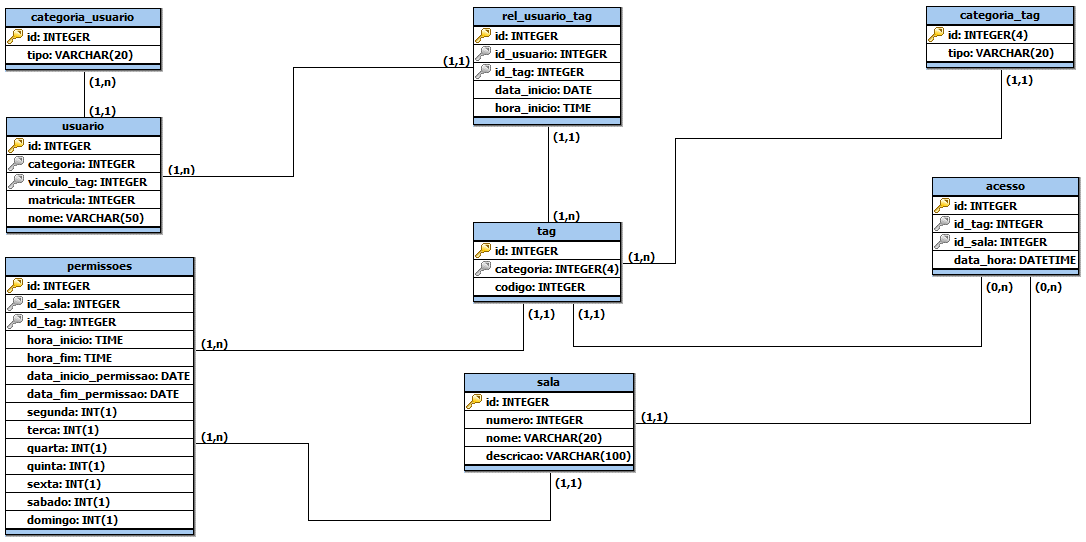 categoria_usuario
id: INTEGER
tipo: VARCHAR(20)
(1,n)
(1,1)
usuario
id: INTEGER
categoria: INTEGER
vinculo_tag: INTEGER
matricula: INTEGER
nome: VARCHAR(50)
(1,n)
(1,1)
rel_usuario_tag
id: INTEGER
id_usuario: INTEGER
id_tag: INTEGER
data_inicio: DATE
hora_inicio: TIME
(1,1)
(1,n)
categoria_tag
id: INTEGER(4)
tipo: VARCHAR(20)
(1,1)
(1,n)
tag
id: INTEGER
categoria: INTEGER(4)
codigo: INTEGER
(1,1)
(1,1)
acesso
id: INTEGER
id_tag: INTEGER
id_sala: INTEGER
data_hora: DATETIME
(0,n)
(0,n)
permissoes
id: INTEGER
id_sala: INTEGER
id_tag: INTEGER
hora_inicio: TIME
hora_fim: TIME
data_inicio_permissao: DATE
data_fim_permissao: DATE
segunda: INT(1)
terca: INT(1)
quarta: INT(1)
quinta: INT(1)
sexta: INT(1)
sabado: INT(1)
domingo: INT(1)
(1,n)
(1,n)
sala
id: INTEGER
numero: INTEGER
nome: VARCHAR(20)
descricao: VARCHAR(100)
(1,1)
(1,1)